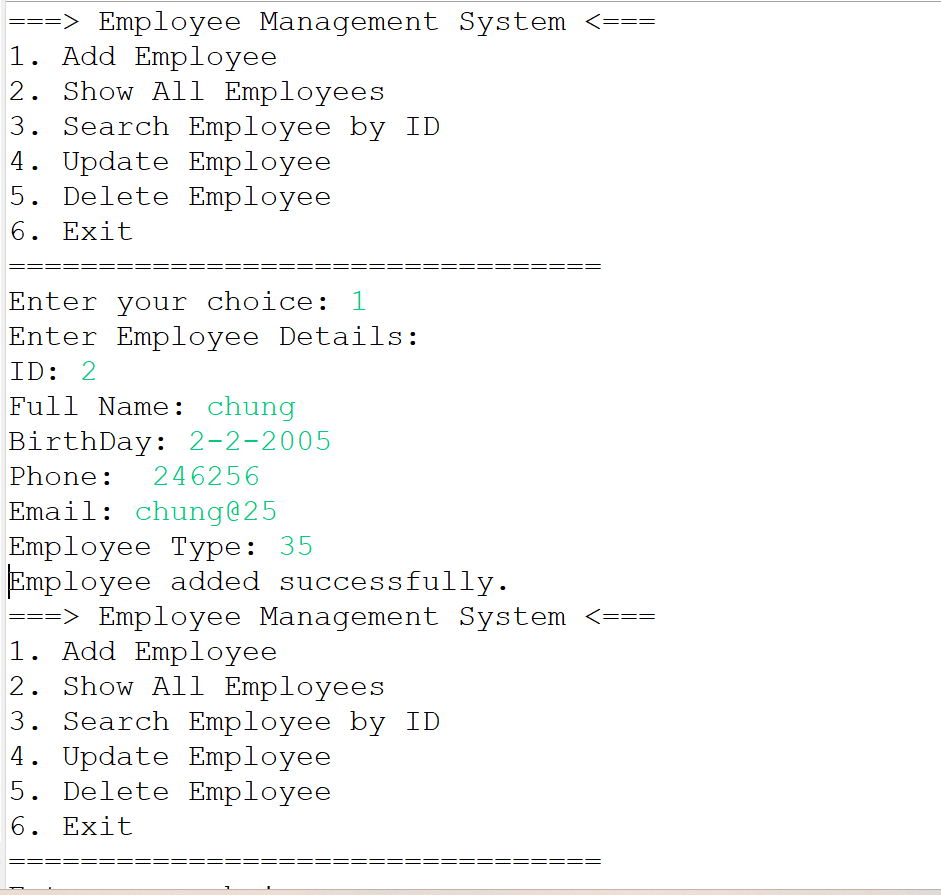 ===> Employee Management System <===
1. Add Employee
2. Show All Employees
3. Search Employee by ID
4. Update Employee
5. Delete Employee
6. Exit
=================================
Enter your choice: 1
Enter Employee Details:
ID: 2
Full Name: chung
BirthDay: 2-2-2005
Phone:  246256
Email: chung@25
Employee Type: 35
Employee added successfully.
===> Employee Management System <===
1. Add Employee
2. Show All Employees
3. Search Employee by ID
4. Update Employee
5. Delete Employee
6. Exit
=================================